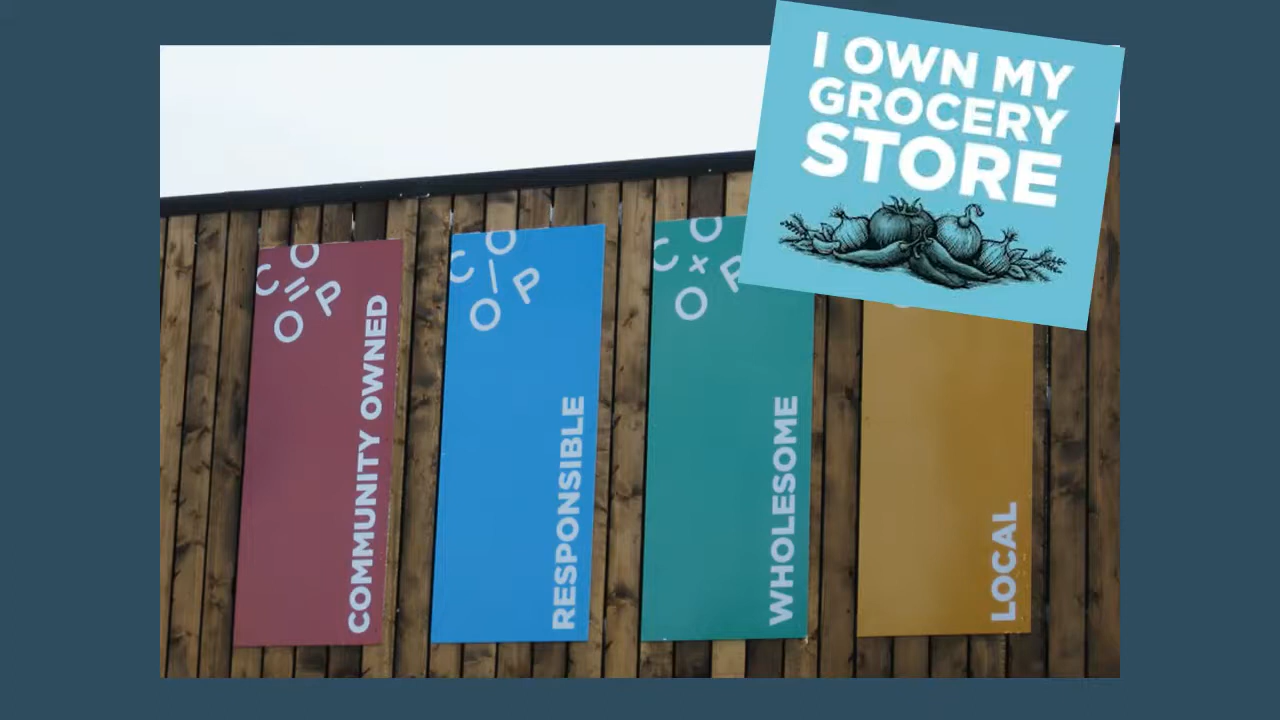 I OWN MY
GROCERY
STORE
CO=OP
COMMUNITY OWNED
CO-OP
RESPONSIBLE
CO×OP
WHOLESOME
LOCAL